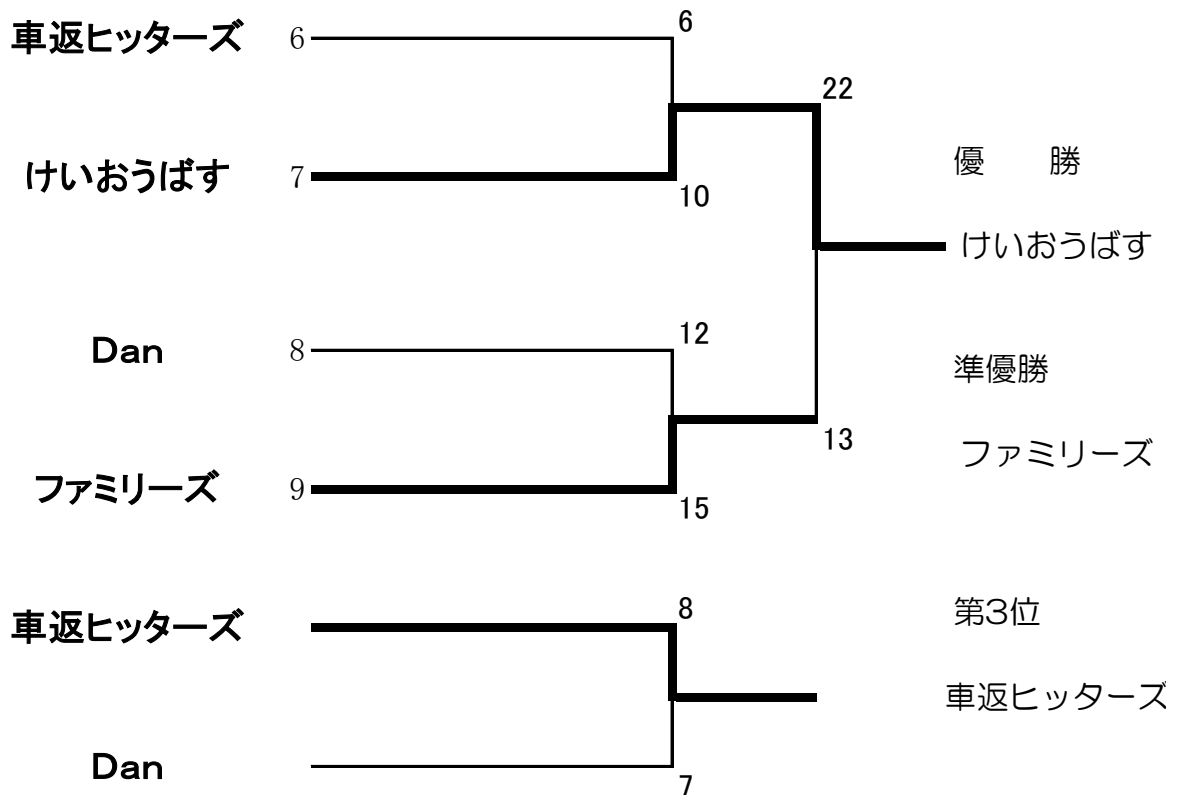 車返ヒッターズ 6 6
22
けいおうばす 7 10
優　　勝
けいおうばす
Dan 8 12
準優勝
ファミリーズ 9 15
13
ファミリーズ
車返ヒッターズ 8
第3位
車返ヒッターズ
Dan 7